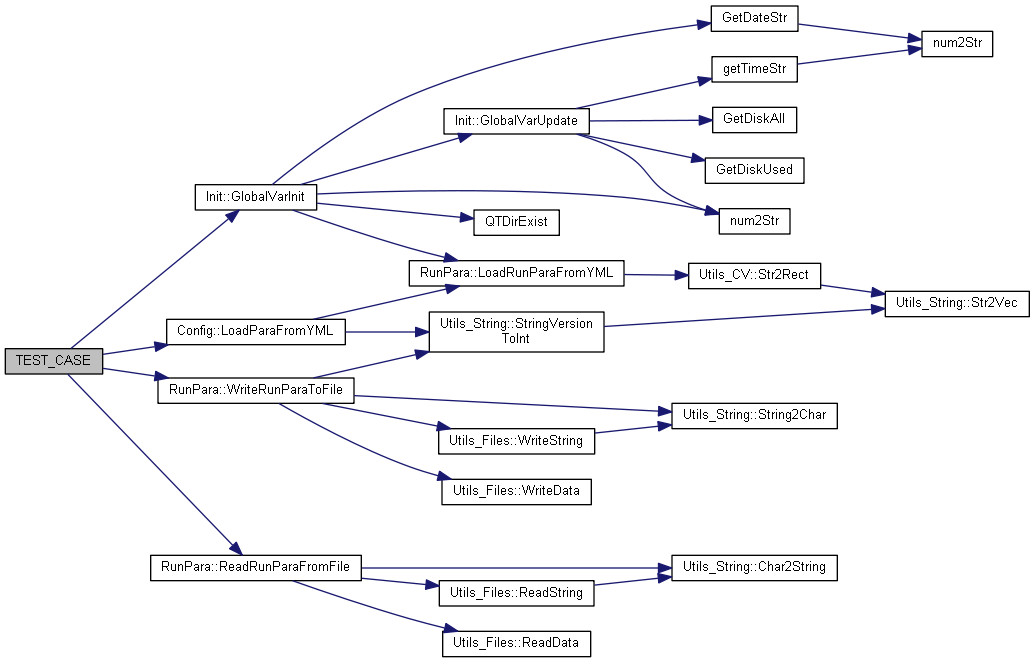 GetDateStr
num2Str
getTimeStr
Init::GlobalVarUpdate
GetDiskAll
GetDiskUsed
Init::GlobalVarInit
num2Str
QTDirExist
RunPara::LoadRunParaFromYML
Utils_CV::Str2Rect
Utils_String::Str2Vec
Config::LoadParaFromYML
Utils_String::StringVersion
ToInt
TEST_CASE
RunPara::WriteRunParaToFile
Utils_String::String2Char
Utils_Files::WriteString
Utils_Files::WriteData
RunPara::ReadRunParaFromFile
Utils_String::Char2String
Utils_Files::ReadString
Utils_Files::ReadData